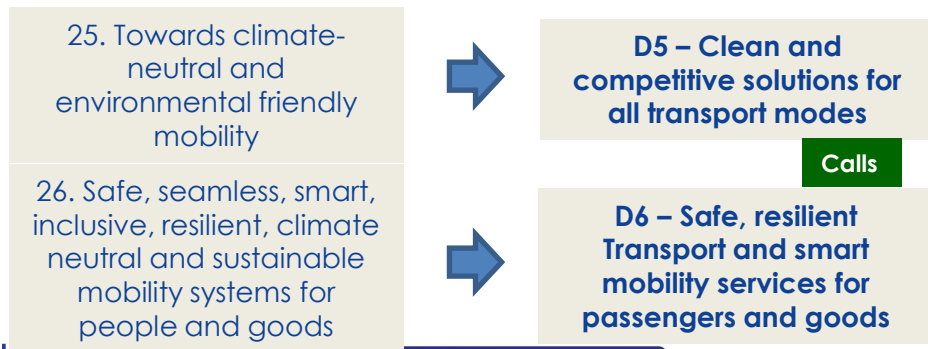 25. Towards climate-
neutral and
environmental friendly
mobility
D5 – Clean and
competitive solutions for
all transport modes
Calls
26. Safe, seamless, smart,
inclusive, resilient, climate
neutral and sustainable
mobility systems for
people and goods
D6 – Safe, resilient
Transport and smart
mobility services for
passengers and goods